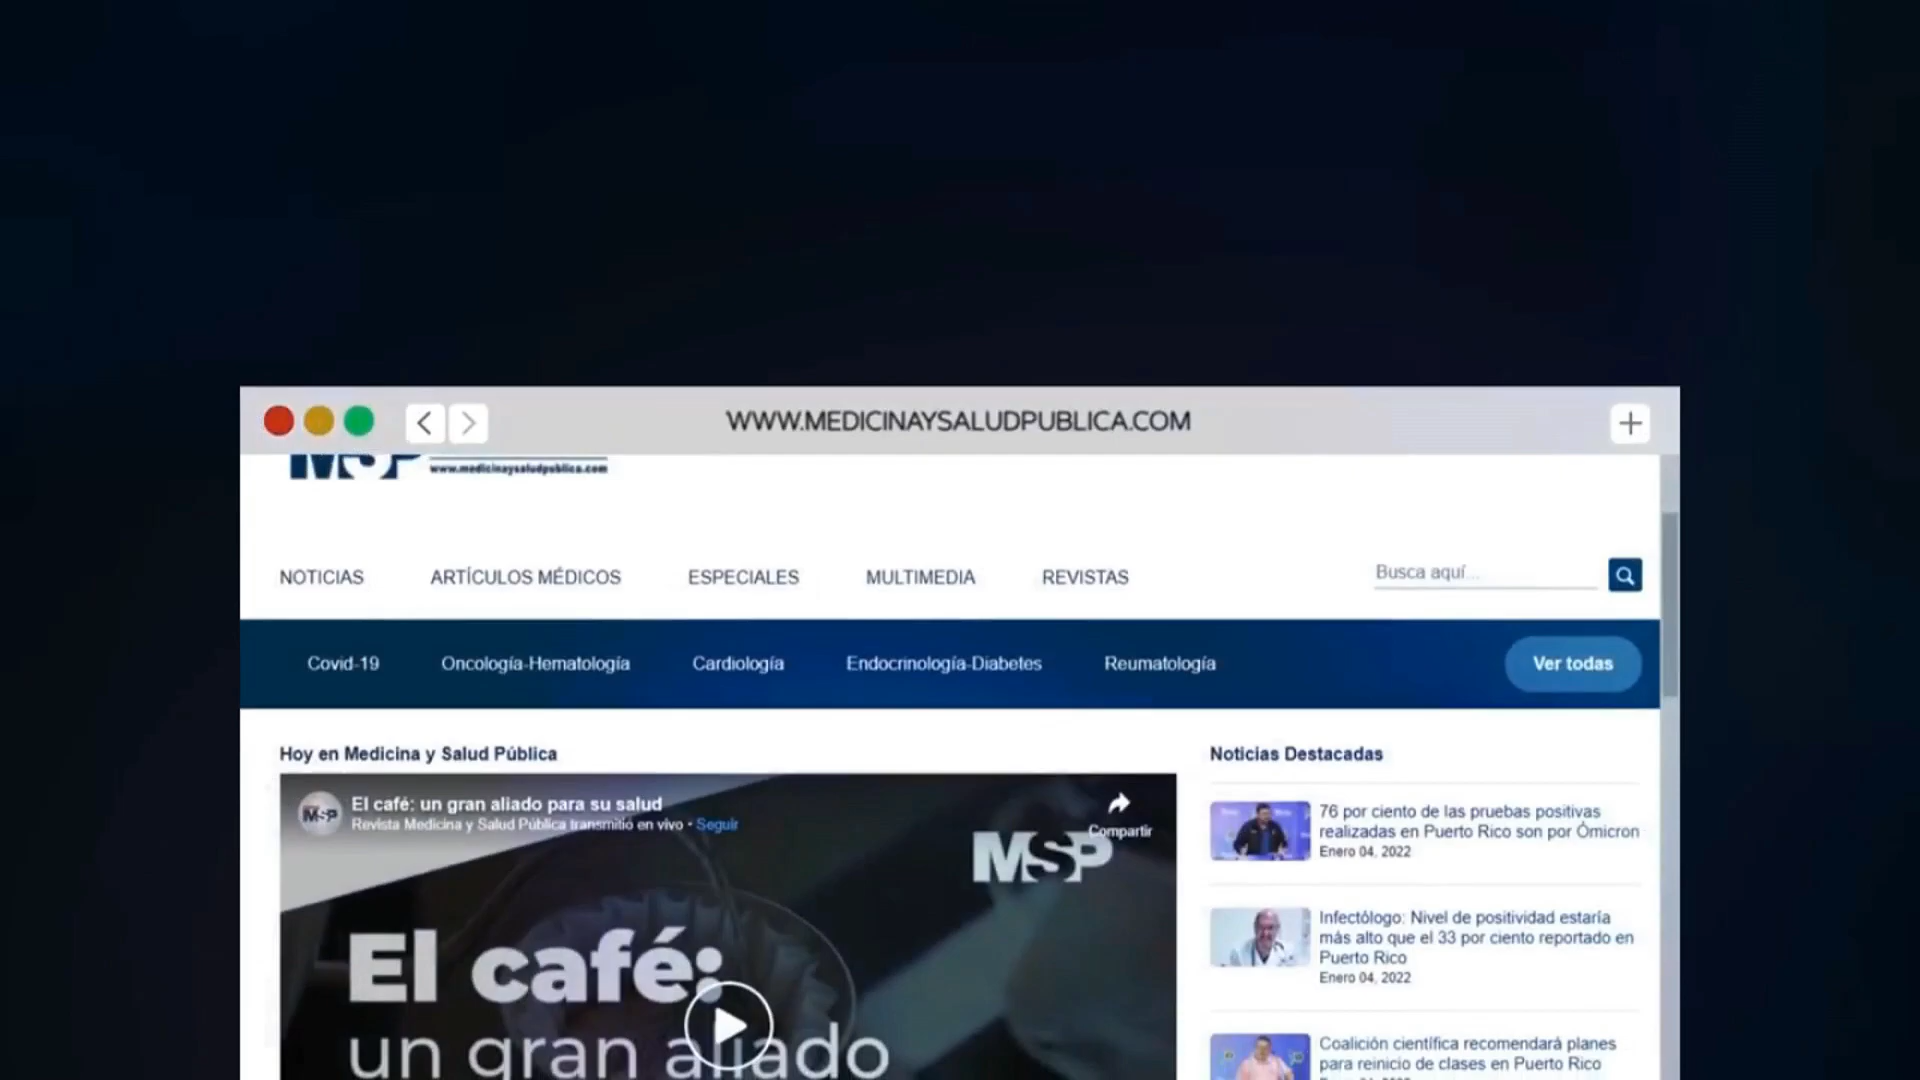 WWW.MEDICINAYSALUDPUBLICA.COM
MSP www.medicinaysaludpublica.com
NOTICIAS ARTÍCULOS MÉDICOS ESPECIALES MULTIMEDIA REVISTAS Busca aquí...
Covid-19 Oncología-Hematología Cardiología Endocrinología-Diabetes Reumatología Ver todas
Hoy en Medicina y Salud Pública
MSP
El café: un gran aliado para su salud
Revista Medicina y Salud Pública transmitió en vivo • Seguir
Compartir
MSP
El café:
un gran aliado
Noticias Destacadas
76 por ciento de las pruebas positivas
realizadas en Puerto Rico son por Ómicron
Enero 04, 2022
Infectólogo: Nivel de positividad estaría
más alto que el 33 por ciento reportado en
Puerto Rico
Enero 04, 2022
Coalición científica recomendará planes
para reinicio de clases en Puerto Rico